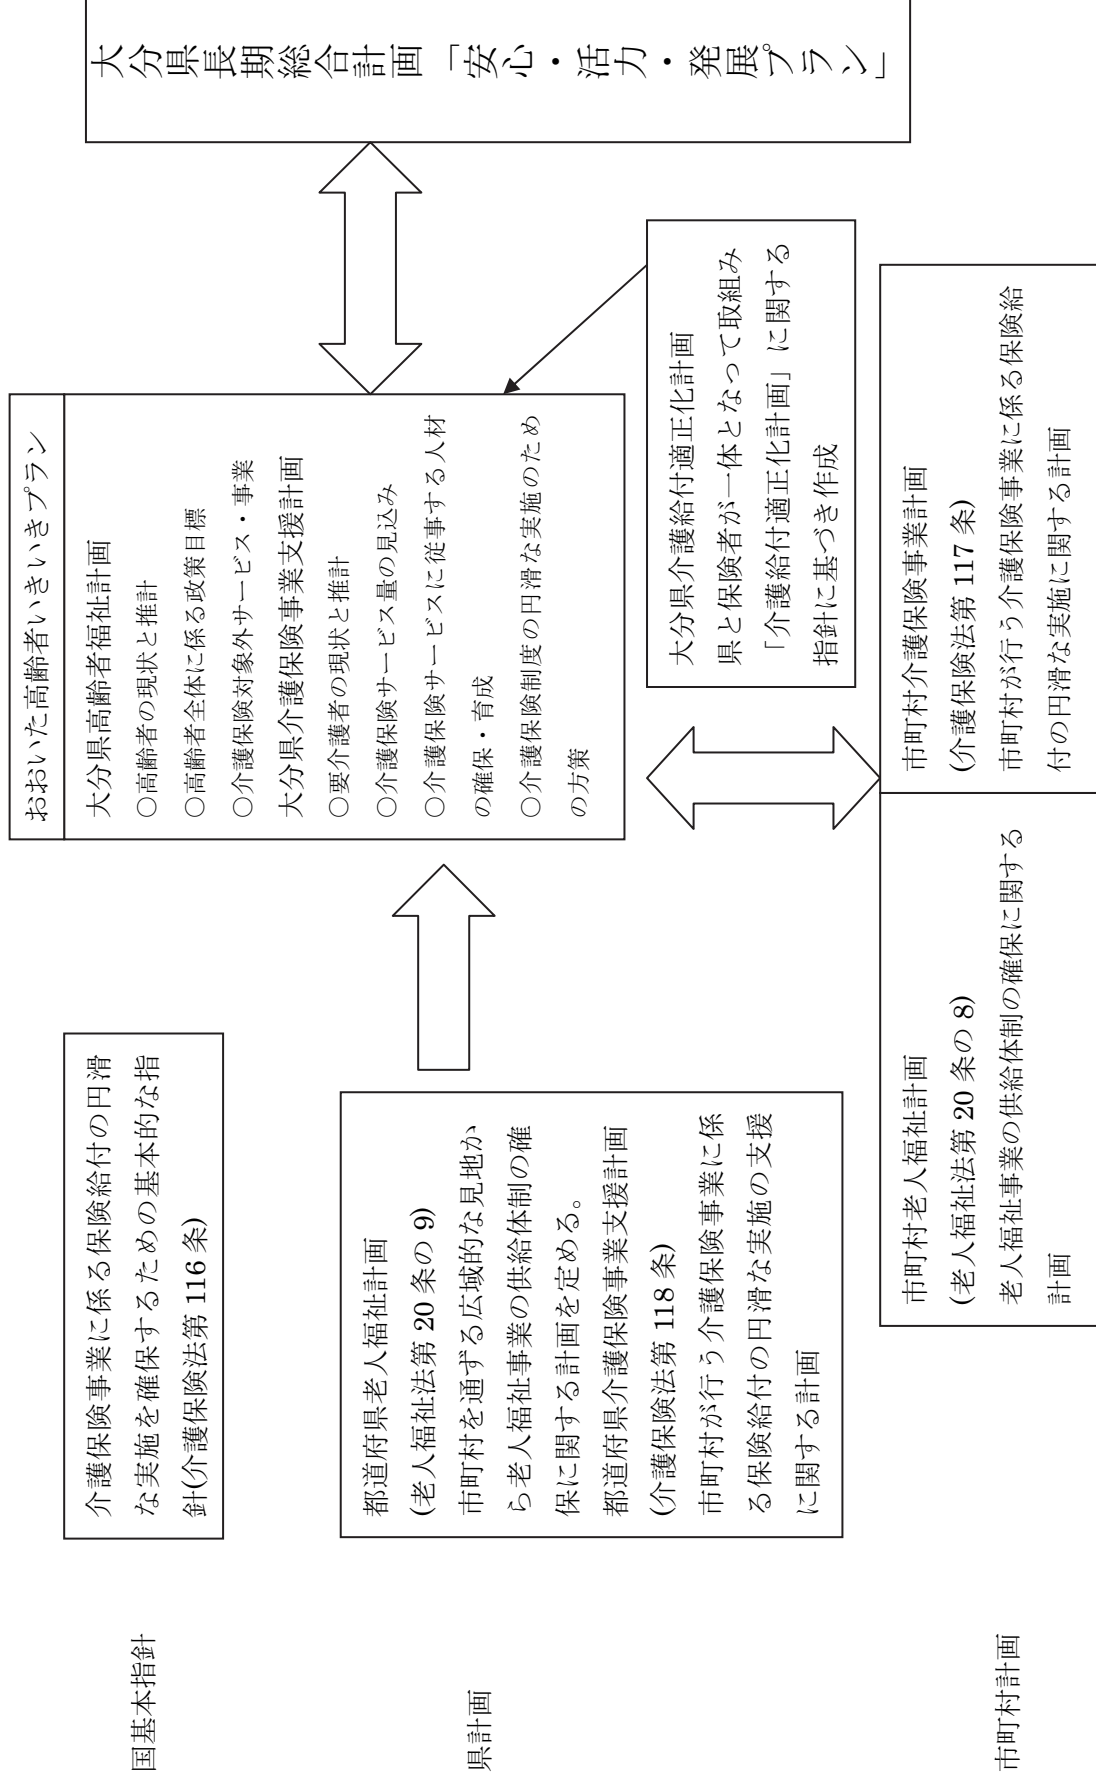 国基本指針
介護保険事業に係る保険給付の円滑
な実施を確保するための基本的な指
針(介護保険法第 116 条)
県計画
都道府県老人福祉計画
(老人福祉法第 20 条の 9)
市町村を通ずる広域的な見地か
ら老人福祉事業の供給体制の確
保に関する計画を定める。
都道府県介護保険事業支援計画
(介護保険法第 118 条)
市町村が行う介護保険事業に係
る保険給付の円滑な実施の支援
に関する計画
おおいた高齢者いきいきプラン
大分県高齢者福祉計画
○高齢者の現状と推計
○高齢者全体に係る政策目標
○介護保険対象外サービス・事業
大分県介護保険事業支援計画
○要介護者の現状と推計
○介護保険サービス量の見込み
○介護保険サービスに従事する人材
の確保・育成
○介護保険制度の円滑な実施のため
の方策
大分県長期総合計画「安心・活力・発展プラン」
大分県介護給付適正化計画
県と保険者が一体となって取組み
「介護給付適正化計画」に関する
指針に基づき作成
市町村計画
市町村老人福祉計画
(老人福祉法第 20 条の 8)
老人福祉事業の供給体制の確保に関する
計画
市町村介護保険事業計画
(介護保険法第 117 条)
市町村が行う介護保険事業に係る保険給
付の円滑な実施に関する計画